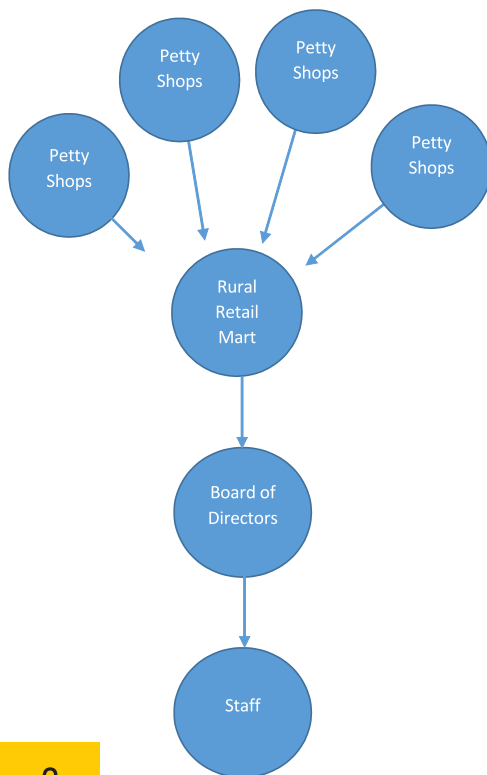 Petty
Shops
Petty
Shops
Petty
Shops
Petty
Shops
Rural
Retail
Mart
Board of
Directors
Staff